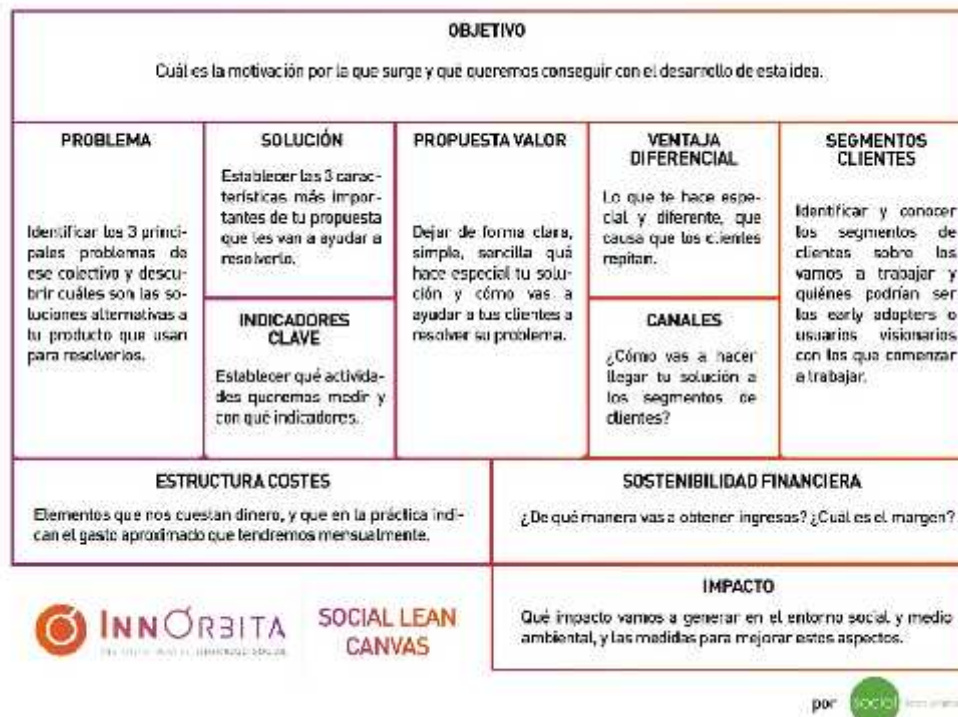 OBJETIVO
Cuál es la motivación por la que surge y qué queremos conseguir con el desarrollo de esta idea.
PROBLEMA
Identificar los 3 princi-
pales problemas de
ese colectivo y descu-
brir cuáles son las so-
luciones alternativas a
tu producto que usan
para resolverlos.
SOLUCIÓN
Establecer las 3 carac-
terísticas más impor-
tantes de tu propuesta
que les van a ayudar a
resolverlo.
INDICADORES
CLAVE
Establecer qué activida-
des queremos medir y
con qué indicadores.
PROPUESTA VALOR
Dejar de forma clara,
simple, sencilla qué
hace especial tu solu-
ción y cómo vas a
ayudar a tus clientes a
resolver su problema.
VENTAJA
DIFERENCIAL
Lo que te hace espe-
cial y diferente, que
causa que los clientes
repitan.
CANALES
¿Cómo vas a hacer
llegar tu solución a
los segmentos de
clientes?
SEGMENTOS
CLIENTES
Identificar y conocer
los segmentos de
clientes sobre los
vamos a trabajar y
quiénes podrían ser
los early adopters o
usuarios visionarios
con los que comenzar
a trabajar.
ESTRUCTURA COSTES
Elementos que nos cuestan dinero, y que en la práctica indi-
can el gasto aproximado que tendremos mensualmente.
SOSTENIBILIDAD FINANCIERA
¿De qué manera vas a obtener ingresos? ¿Cuál es el margen?
IMPACTO
Qué impacto vamos a generar en el entorno social y medio
ambiental, y las medidas para mejorar estos aspectos.
INNÓRBITA
SOCIAL LEAN
CANVAS
por social